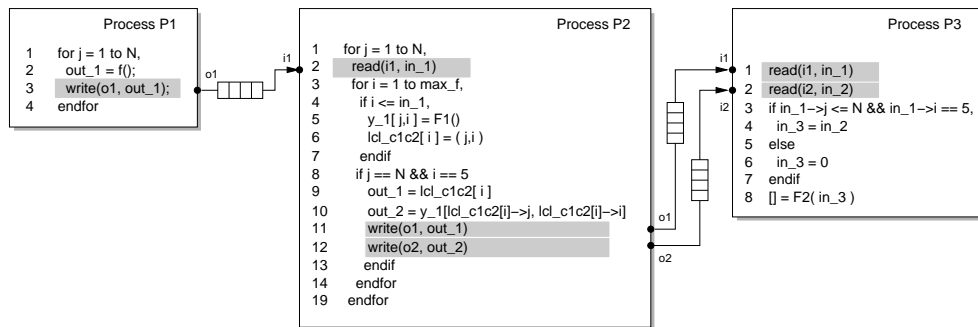 Process P1
1 for j = 1 to N,
2 out_1 = f();
3 write(o1, out_1);
4 endfor
o1
i1
Process P2
1 for j = 1 to N,
2 read(i1, in_1)
3 for i = 1 to max_f,
4 if i <= in_1,
5 y_1[ j,i ] = F1()
6 lcl_c1c2[ i ] = ( j,i )
7 endif
8 if j == N && i == 5
9 out_1 = lcl_c1c2[ i ]
10 out_2 = y_1[lcl_c1c2[i]->j, lcl_c1c2[i]->i]
11 write(o1, out_1)
12 write(o2, out_2)
13 endif
14 endfor
19 endfor
o1
o2
i1
i2
Process P3
1 read(i1, in_1)
2 read(i2, in_2)
3 if in_1->j <= N && in_1->i == 5,
4 in_3 = in_2
5 else
6 in_3 = 0
7 endif
8 [] = F2( in_3 )